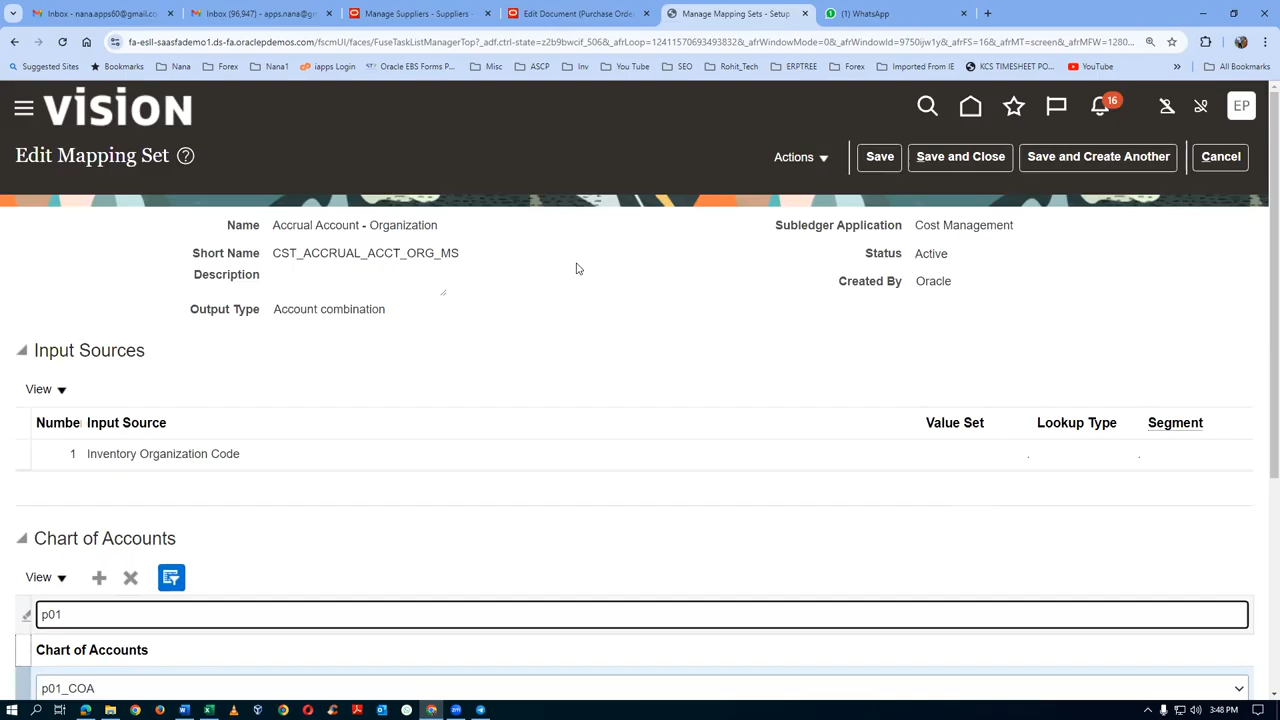 Inbox - nana.apps60@gmail.co
Inbox (96,947) - apps.nana@g
Manage Suppliers - Suppliers -
Edit Document (Purchase Orde
Manage Mapping Sets - Setup
(1) WhatsApp
fa-esll-saasfademo1.ds-fa.oraclepdemos.com/fscmUI/faces/FuseTaskListManagerTop?_adf.ctrl-state=z2b9bwcif_506&_afrLoop=12411570693493832&_afrWindowMode=0&_afrWindowId=9750ijw1y&_afrFS=16&_afrMT=screen&_afrMFW=1280...
Suggested Sites
Bookmarks
Nana
Forex
Nana1
iapps Login
Oracle EBS Forms P...
Misc
ASCP
Inv
You Tube
SEO
Rohit_Tech
ERPTREE
Forex
Imported From IE
KCS TIMESHEET PO...
YouTube
All Bookmarks
vision
16
EP
Edit Mapping Set
Actions
Save
Save and Close
Save and Create Another
Cancel
Name Accrual Account - Organization
Subledger Application Cost Management
Short Name CST_ACCRUAL_ACCT_ORG_MS
Status Active
Description
Created By Oracle
Output Type Account combination
Input Sources
View
Numbe Input Source Value Set Lookup Type Segment
1 Inventory Organization Code
Chart of Accounts
View
p01
Chart of Accounts
p01_COA
3:48 PM